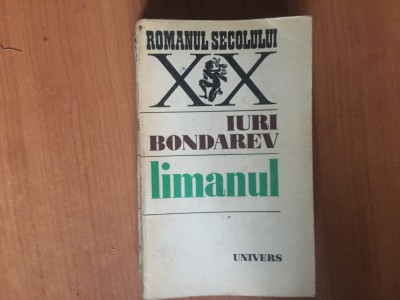 ROMANUL SECOLULUI
XX
IURI
BONDAREV
limanul
UNIVERS